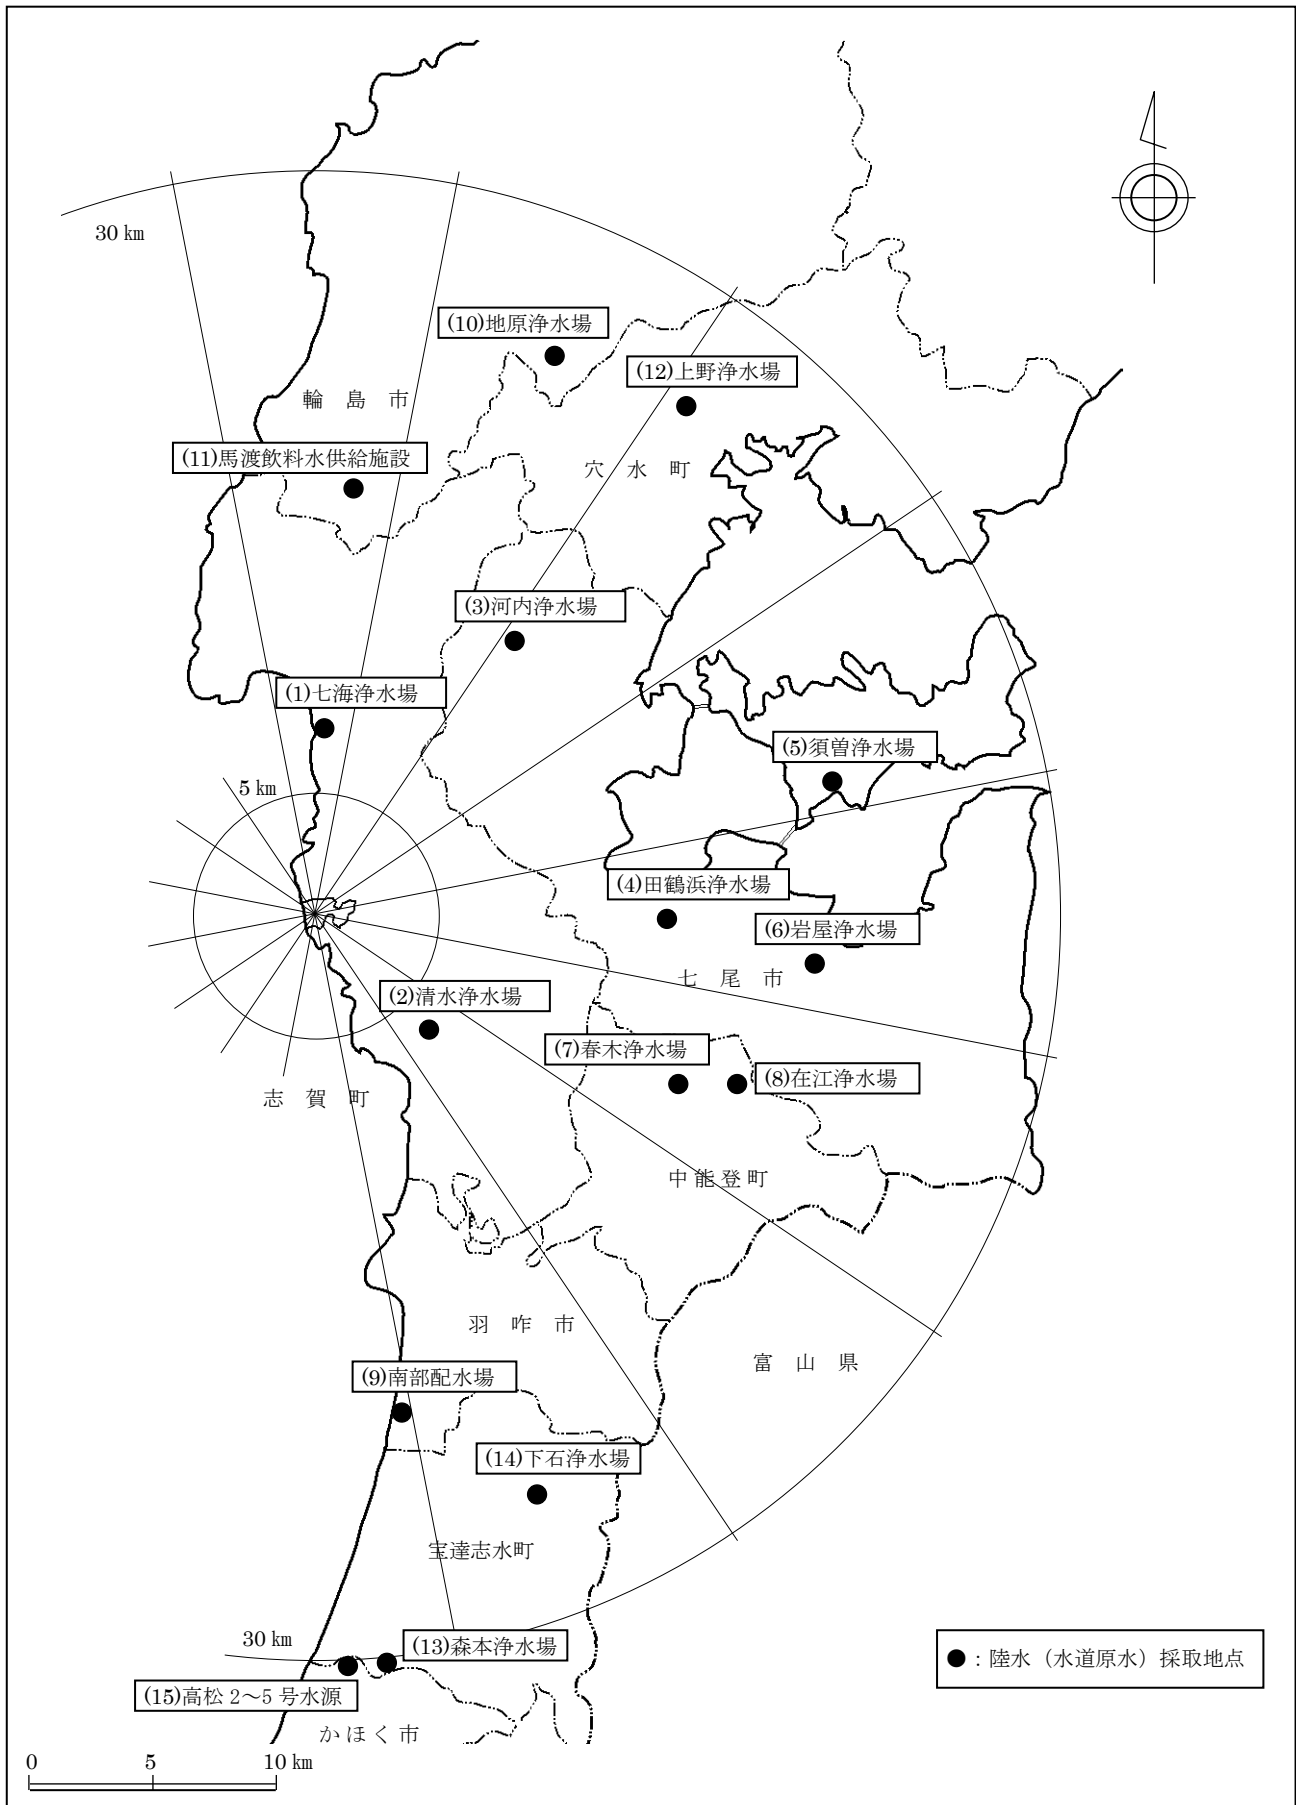 30 ㎞
(10)地原浄水場
(12)上野浄水場
輪 島 市
(11)馬渡飲料水供給施設
穴 水 町
(3)河内浄水場
(1)七海浄水場
(5)須曽浄水場
5 ㎞
(4)田鶴浜浄水場
(6)岩屋浄水場
七 尾 市
(2)清水浄水場
(7)春木浄水場
(8)在江浄水場
志 賀 町
中能登町
羽 咋 市
富 山 県
(9)南部配水場
(14)下石浄水場
宝達志水町
30 ㎞
(13)森本浄水場
●：陸水（水道原水）採取地点
(15)高松 2～5 号水源
かほく市
0 5 10 ㎞